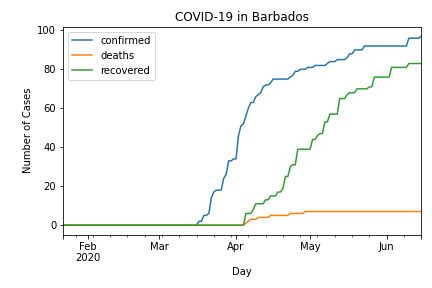 COVID-19 in Barbados
confirmed
deaths
recovered
Number of Cases
100
80
60
40
20
0
Feb
2020
Mar
Apr
May
Jun
Day